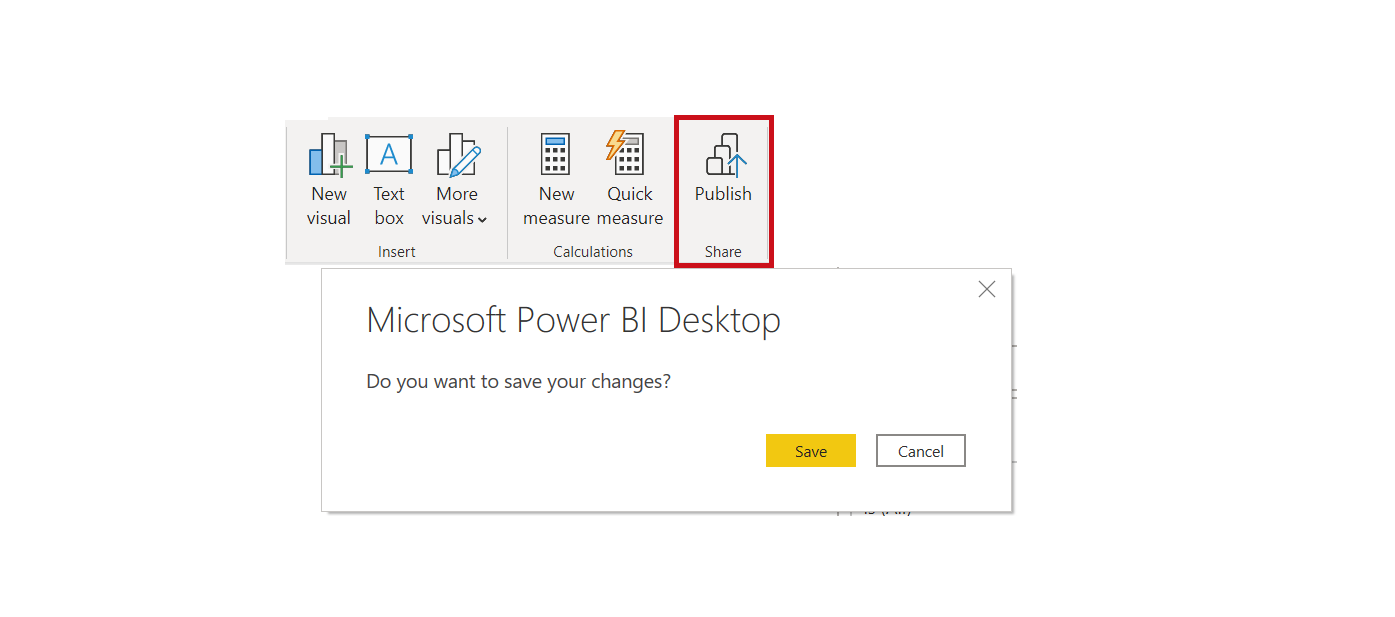 New visual
Text box
More visuals
New measure
Quick measure
Publish
Insert
Calculations
Share
Microsoft Power BI Desktop
Do you want to save your changes?
Save
Cancel